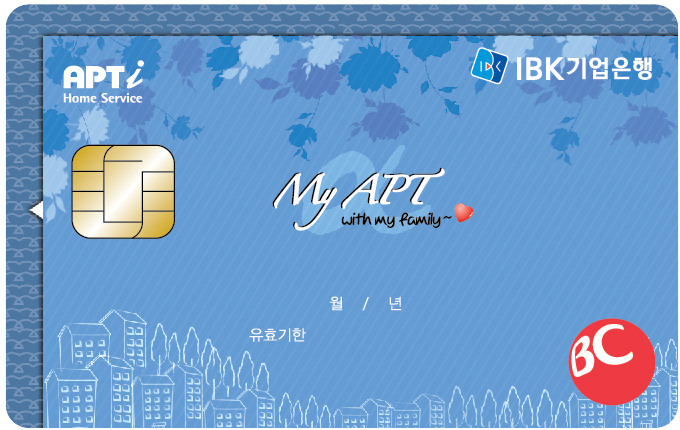 APTi
Home Service
IBK기업은행
My APT
with my family~
월 / 년
유효기한
BC